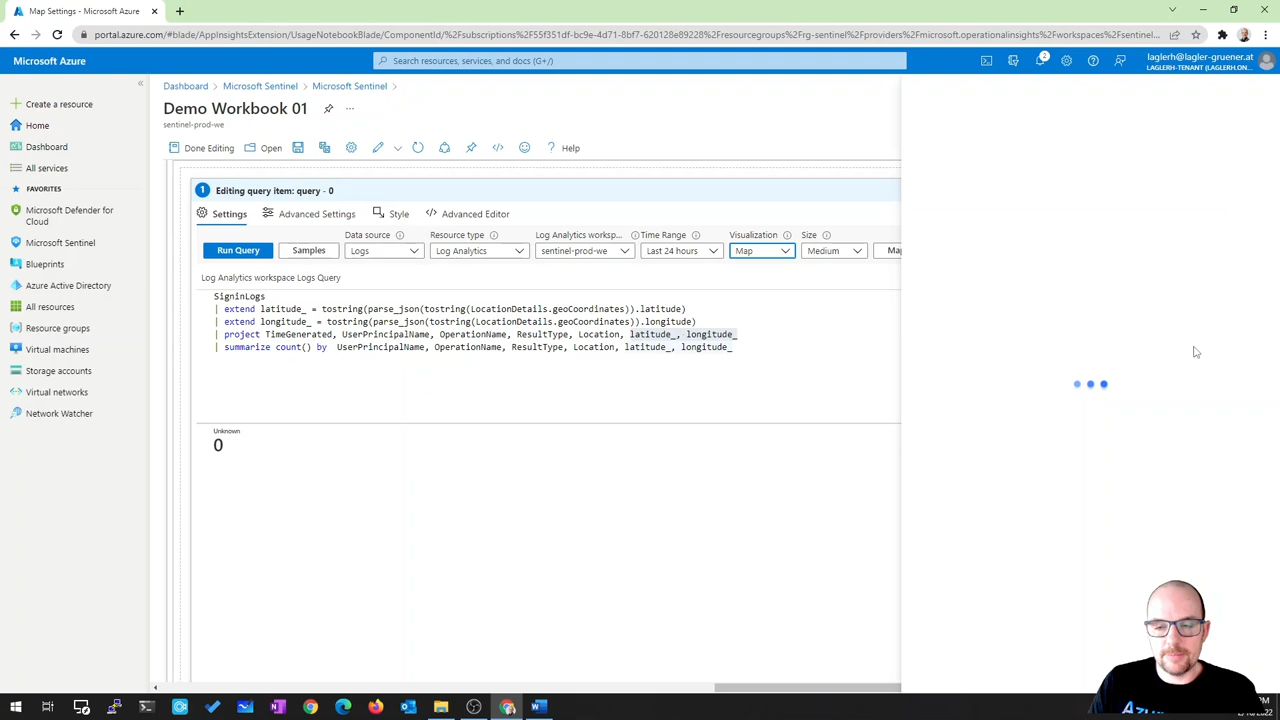 Map Settings - Microsoft Azure
portal.azure.com/#blade/AppInsightsExtension/UsageNotebookBlade/ComponentId/%2Fsubscriptions%2F55f351df-bc9e-4d71-8bf7-620128e89228%2Fresourcegroups%2Frg-sentinel%2Fproviders%2Fmicrosoft.operationalinsights%2Fworkspaces%2Fsentinel...
Microsoft Azure
Search resources, services, and docs (G+/)
2
laglerh@lagler-gruener.at
LAGLERH-TENANT (LAGLERH.ON...
Create a resource
Home
Dashboard
All services
FAVORITES
Microsoft Defender for Cloud
Microsoft Sentinel
Blueprints
Azure Active Directory
All resources
Resource groups
Virtual machines
Storage accounts
Virtual networks
Network Watcher
Dashboard > Microsoft Sentinel > Microsoft Sentinel >
Demo Workbook 01
sentinel-prod-we
Done Editing Open Help
1 Editing query item: query - 0
Settings Advanced Settings Style Advanced Editor
Data source Resource type Log Analytics worksp... Time Range Visualization Size
Run Query Samples Logs Log Analytics sentinel-prod-we Last 24 hours Map Medium
Log Analytics workspace Logs Query
SigninLogs
| extend latitude_ = tostring(parse_json(tostring(LocationDetails.geoCoordinates)).latitude)
| extend longitude_ = tostring(parse_json(tostring(LocationDetails.geoCoordinates)).longitude)
| project TimeGenerated, UserPrincipalName, OperationName, ResultType, Location, latitude_, longitude_
| summarize count() by  UserPrincipalName, OperationName, ResultType, Location, latitude_, longitude_
Unknown
0